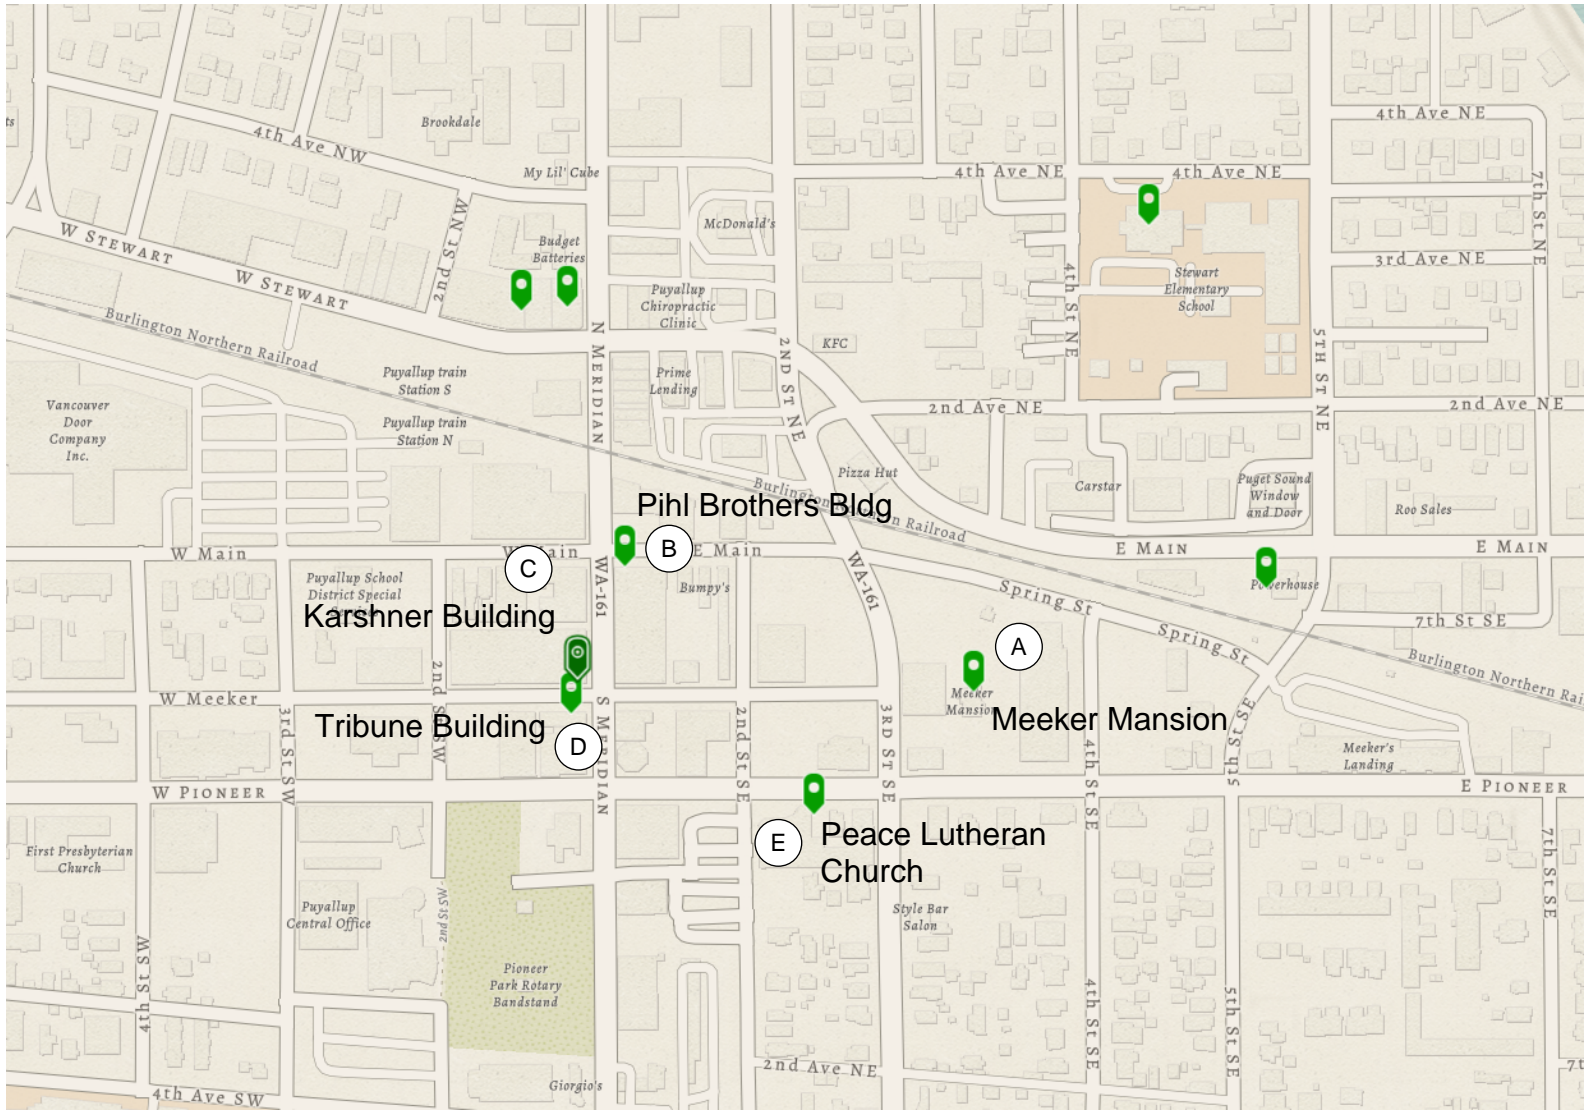 4th Ave NE
Brookdale
4th Ave NW
My Lil' Cube
4th Ave NE
4th Ave NE
7th St NE
2nd St NW
McDonald's
W Stewart
Budget
Batteries
W Stewart
3rd Ave NE
4th St NE
Stewart
Elementary
School
Puyallup
Chiropractic
Clinic
Burlington Northern Railroad
N Meridian
2nd St NE
KFC
5th St NE
Puyallup train
Station S
Prime
Lending
Vancouver
Door
Company
Inc.
2nd Ave NE
2nd Ave NE
Puyallup train
Station N
Pizza Hut
Carstar
Puget Sound
Window
and Door
Roo Sales
Burlington Northern Railroad
Pihl Brothers Bldg
W Main
W Main
B
E Main
E Main
E Main
C
WA-161
WA-161
Puyallup School
District Special
Services
Bumpy's
Powerhouse
Spring St
Karshner Building
7th St SE
Spring St
A
Burlington Northern Rai
2nd St SW
W Meeker
Meeker
Mansion
Meeker Mansion
3rd St SW
Tribune Building
D
S Meridian
2nd St SE
3rd St SE
4th St SE
5th St SE
Meeker's
Landing
W Pioneer
E Pioneer
E
Peace Lutheran
Church
First Presbyterian
Church
7th St SE
Puyallup
Central Office
2nd St SW
Style Bar
Salon
4th St SW
Pioneer
Park Rotary
Bandstand
4th St SE
5th St SE
2nd Ave NE
Giorgio's
4th Ave SW